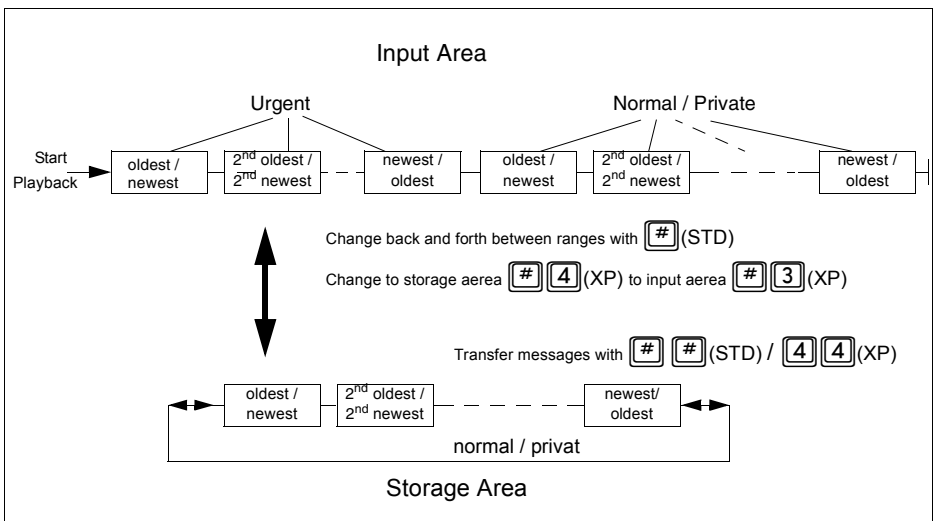 Input Area
Urgent
Normal / Private
Start
Playback
oldest /
newest
2nd oldest /
2nd newest
newest /
oldest
oldest /
newest
2nd oldest /
2nd newest
newest /
oldest
Change back and forth between ranges with # (STD)
Change to storage aerea # 4 (XP) to input aerea # 3 (XP)
Transfer messages with # # (STD) / 4 4 (XP)
oldest /
newest
2nd oldest /
2nd newest
newest/
oldest
normal / privat
Storage Area